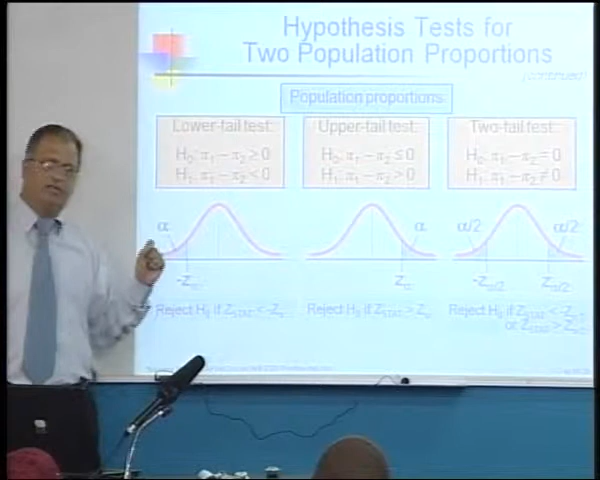 Hypothesis Tests for
Two Population Proportions
(continued)
Population proportions
Lower-tail test:
H₀: π₁ − π₂ ≥ 0
H₁: π₁ − π₂ < 0
Upper-tail test:
H₀: π₁ − π₂ ≤ 0
H₁: π₁ − π₂ > 0
Two-tail test:
H₀: π₁ − π₂ = 0
H₁: π₁ − π₂ ≠ 0
α
α
α/2
α/2
-zα
zα
-zα/2
zα/2
Reject H₀ if ZSTAT < -Zα
Reject H₀ if ZSTAT > Zα
Reject H₀ if ZSTAT < -Zα/2
or ZSTAT > Zα/2